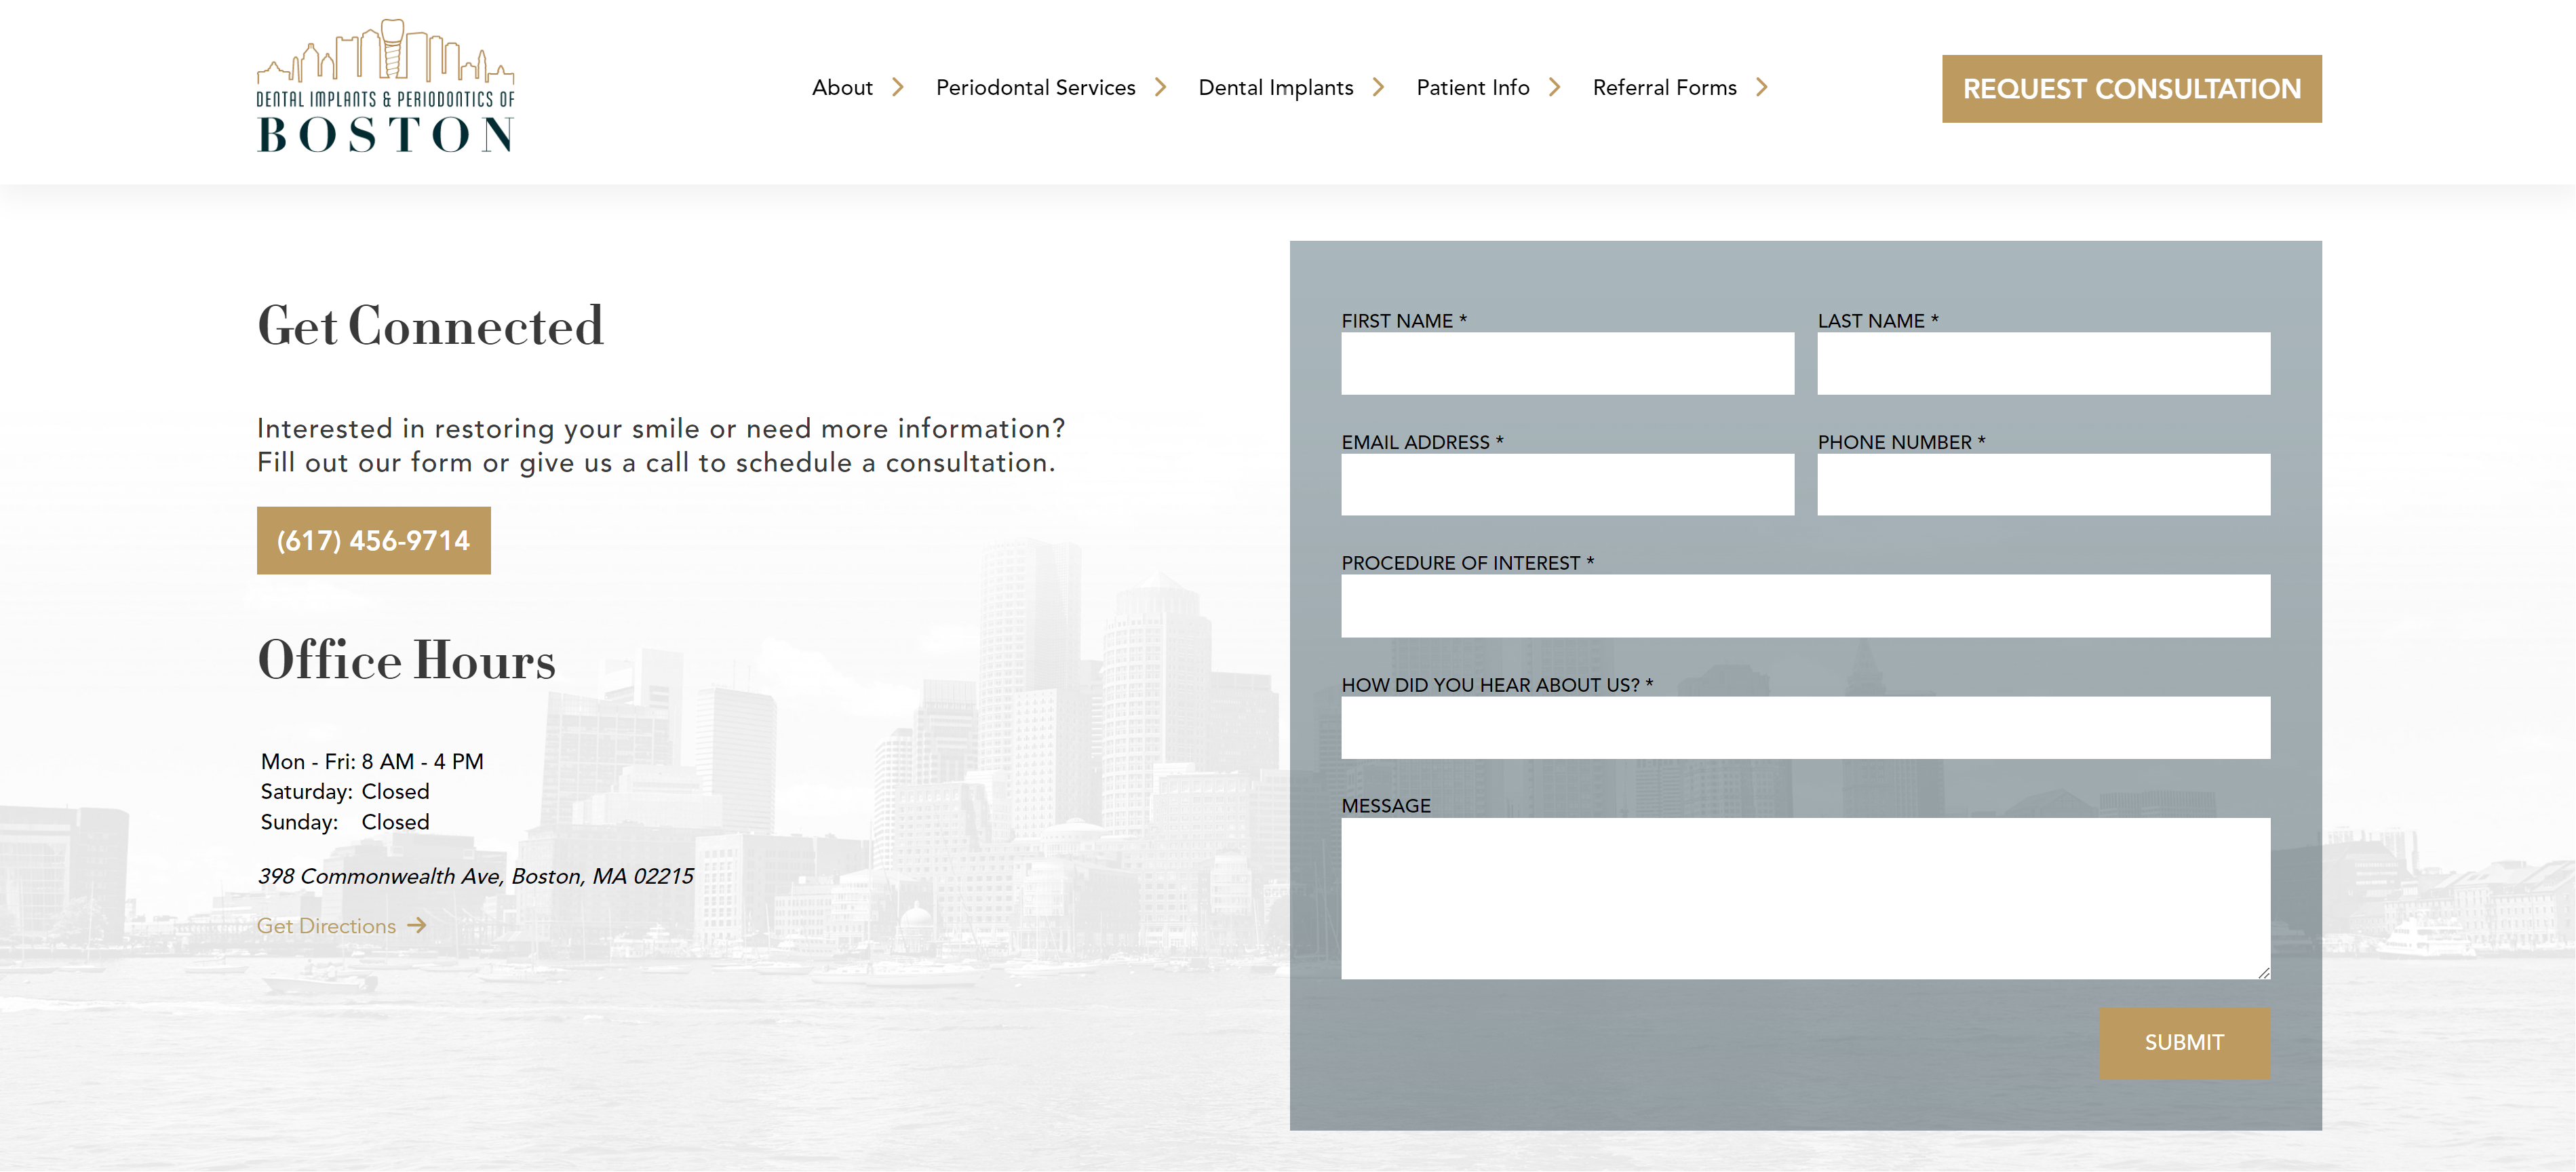 DENTAL IMPLANTS & PERIODONTICS OF
BOSTON
About
Periodontal Services
Dental Implants
Patient Info
Referral Forms
REQUEST CONSULTATION
Get Connected
Interested in restoring your smile or need more information?
Fill out our form or give us a call to schedule a consultation.
(617) 456-9714
Office Hours
Mon - Fri: 8 AM - 4 PM
Saturday: Closed
Sunday: Closed
398 Commonwealth Ave, Boston, MA 02215
Get Directions
FIRST NAME *
LAST NAME *
EMAIL ADDRESS *
PHONE NUMBER *
PROCEDURE OF INTEREST *
HOW DID YOU HEAR ABOUT US? *
MESSAGE
SUBMIT